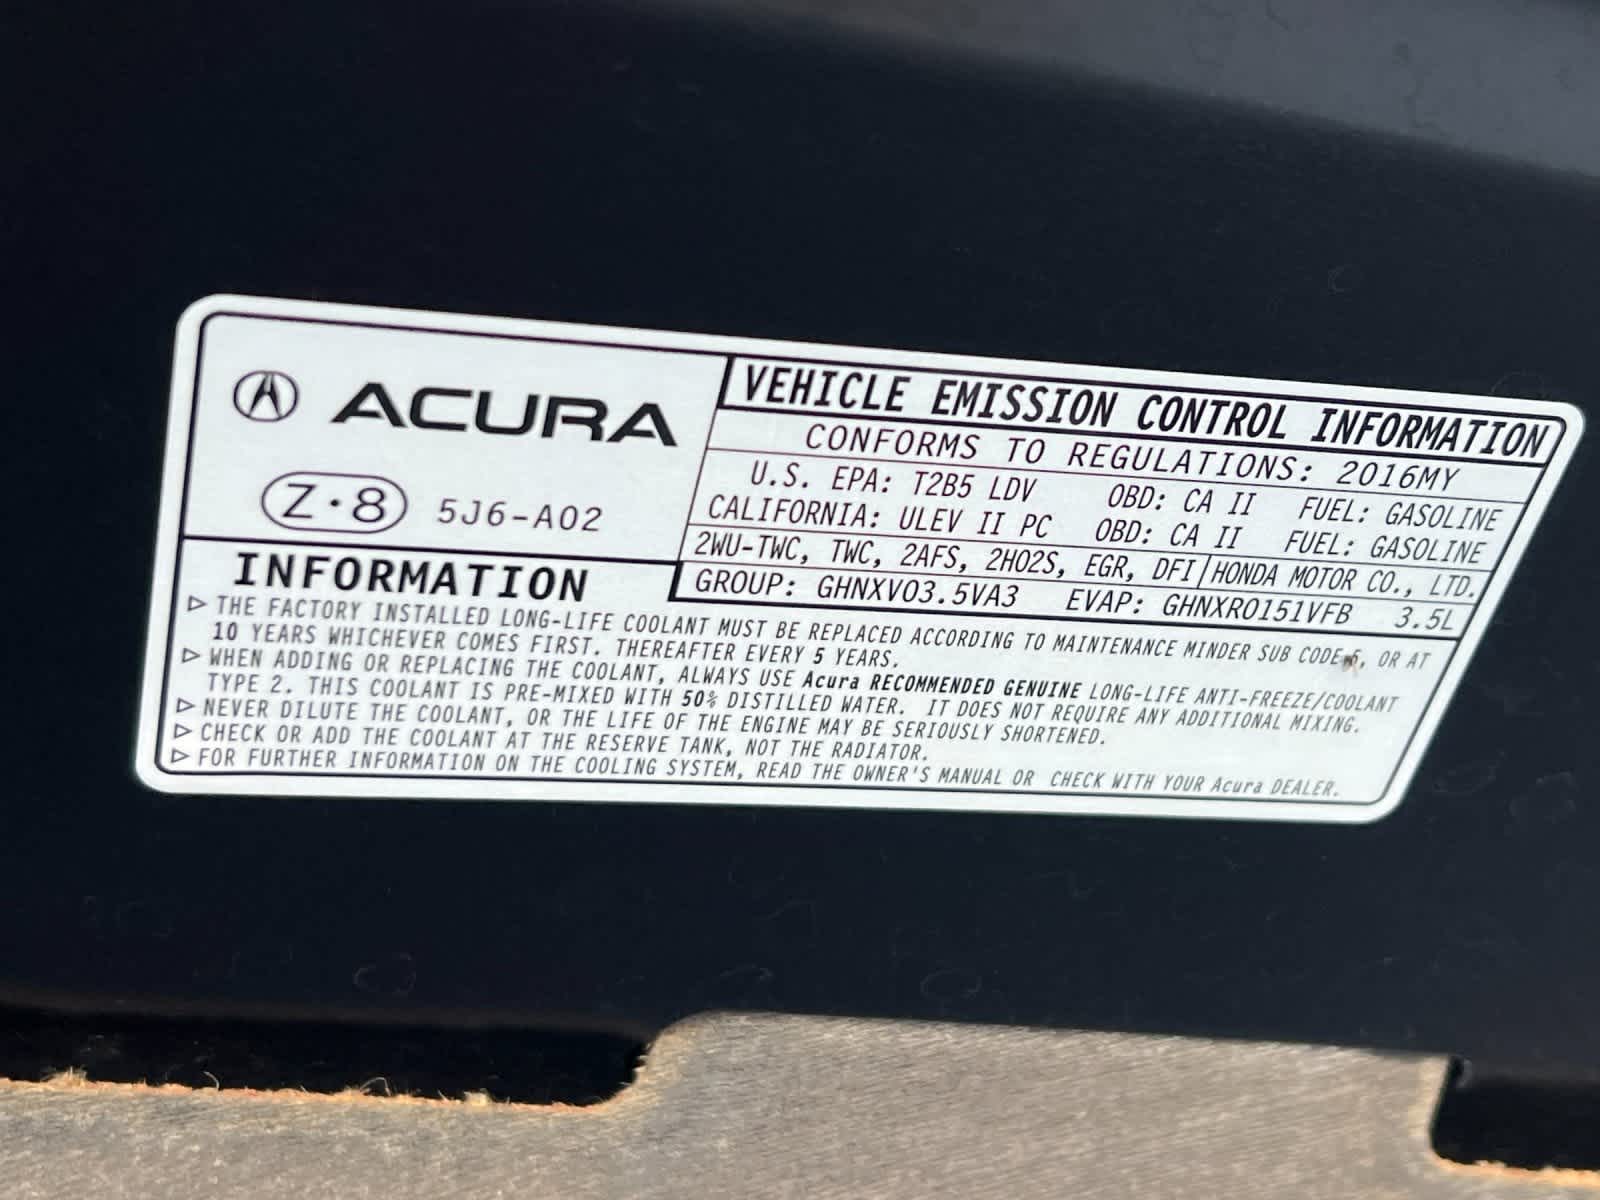 ACURA
Z·8 5J6-A02
VEHICLE EMISSION CONTROL INFORMATION
CONFORMS TO REGULATIONS: 2016MY
U.S. EPA: T2B5 LDV OBD: CA II FUEL: GASOLINE
CALIFORNIA: ULEV II PC OBD: CA II FUEL: GASOLINE
2WU-TWC, TWC, 2AFS, 2HO2S, EGR, DFI HONDA MOTOR CO., LTD.
GROUP: GHNXV03.5VA3 EVAP: GHNXR0151VFB 3.5L
INFORMATION
▷ THE FACTORY INSTALLED LONG-LIFE COOLANT MUST BE REPLACED ACCORDING TO MAINTENANCE MINDER SUB CODE 5, OR AT
10 YEARS WHICHEVER COMES FIRST. THEREAFTER EVERY 5 YEARS.
▷ WHEN ADDING OR REPLACING THE COOLANT, ALWAYS USE Acura RECOMMENDED GENUINE LONG-LIFE ANTI-FREEZE/COOLANT
TYPE 2. THIS COOLANT IS PRE-MIXED WITH 50% DISTILLED WATER. IT DOES NOT REQUIRE ANY ADDITIONAL MIXING.
▷ NEVER DILUTE THE COOLANT, OR THE LIFE OF THE ENGINE MAY BE SERIOUSLY SHORTENED.
▷ CHECK OR ADD THE COOLANT AT THE RESERVE TANK, NOT THE RADIATOR.
▷ FOR FURTHER INFORMATION ON THE COOLING SYSTEM, READ THE OWNER'S MANUAL OR CHECK WITH YOUR Acura DEALER.